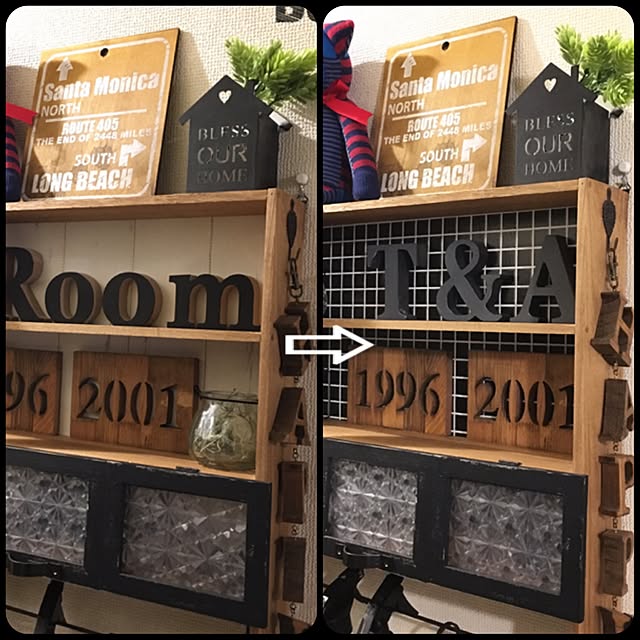 Santa Monica
NORTH
ROUTE 405
THE END OF 2448 MILES
SOUTH
LONG BEACH
BLESS
OUR
HOME
Room
96
2001
Santa Monica
NORTH
ROUTE 405
THE END OF 2448 MILES
SOUTH
LONG BEACH
BLESS
OUR
HOME
T & A
1996
2001